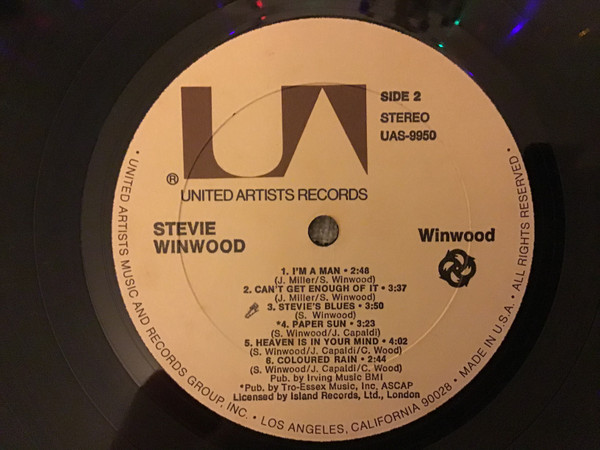 UA
SIDE 2
STEREO
UAS-9950
®
UNITED ARTISTS RECORDS
STEVIE
WINWOOD
Winwood
1. I'M A MAN • 2:48
(J. Miller/S. Winwood)
2. CAN'T GET ENOUGH OF IT • 3:37
(J. Miller/S. Winwood)
3. STEVIE'S BLUES • 3:50
(S. Winwood)
*4. PAPER SUN • 3:23
(S. Winwood/J. Capaldi)
5. HEAVEN IS IN YOUR MIND • 4:02
(S. Winwood/J. Capaldi/C. Wood)
6. COLOURED RAIN • 2:44
(S. Winwood/J. Capaldi/C. Wood)
Pub. by Irving Music BMI
*Pub. by Tro-Essex Music, Inc, ASCAP
Licensed by Island Records, Ltd., London
• UNITED ARTISTS MUSIC AND RECORDS GROUP, INC. • LOS ANGELES, CALIFORNIA 90028 • MADE IN U.S.A. • ALL RIGHTS RESERVED •